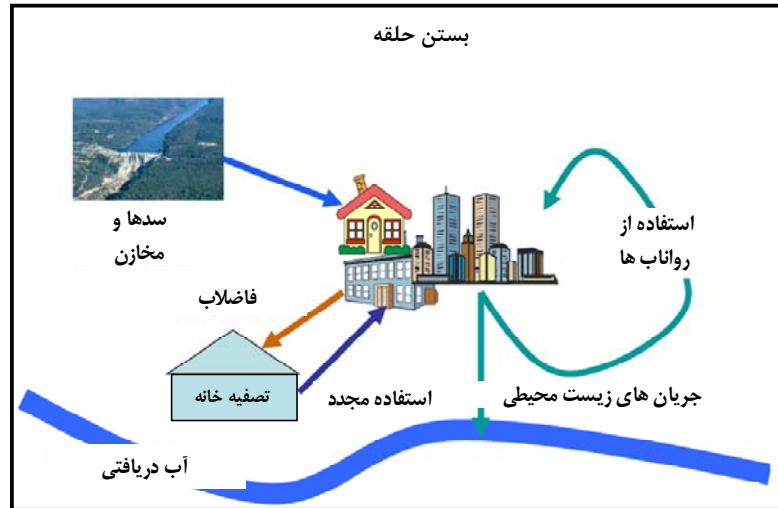 بستن حلقه
سدها و
مخازن
استفاده از
رواناب ها
فاضلاب
تصفیه خانه
استفاده مجدد
جریان های زیست محیطی
آب دریافتی